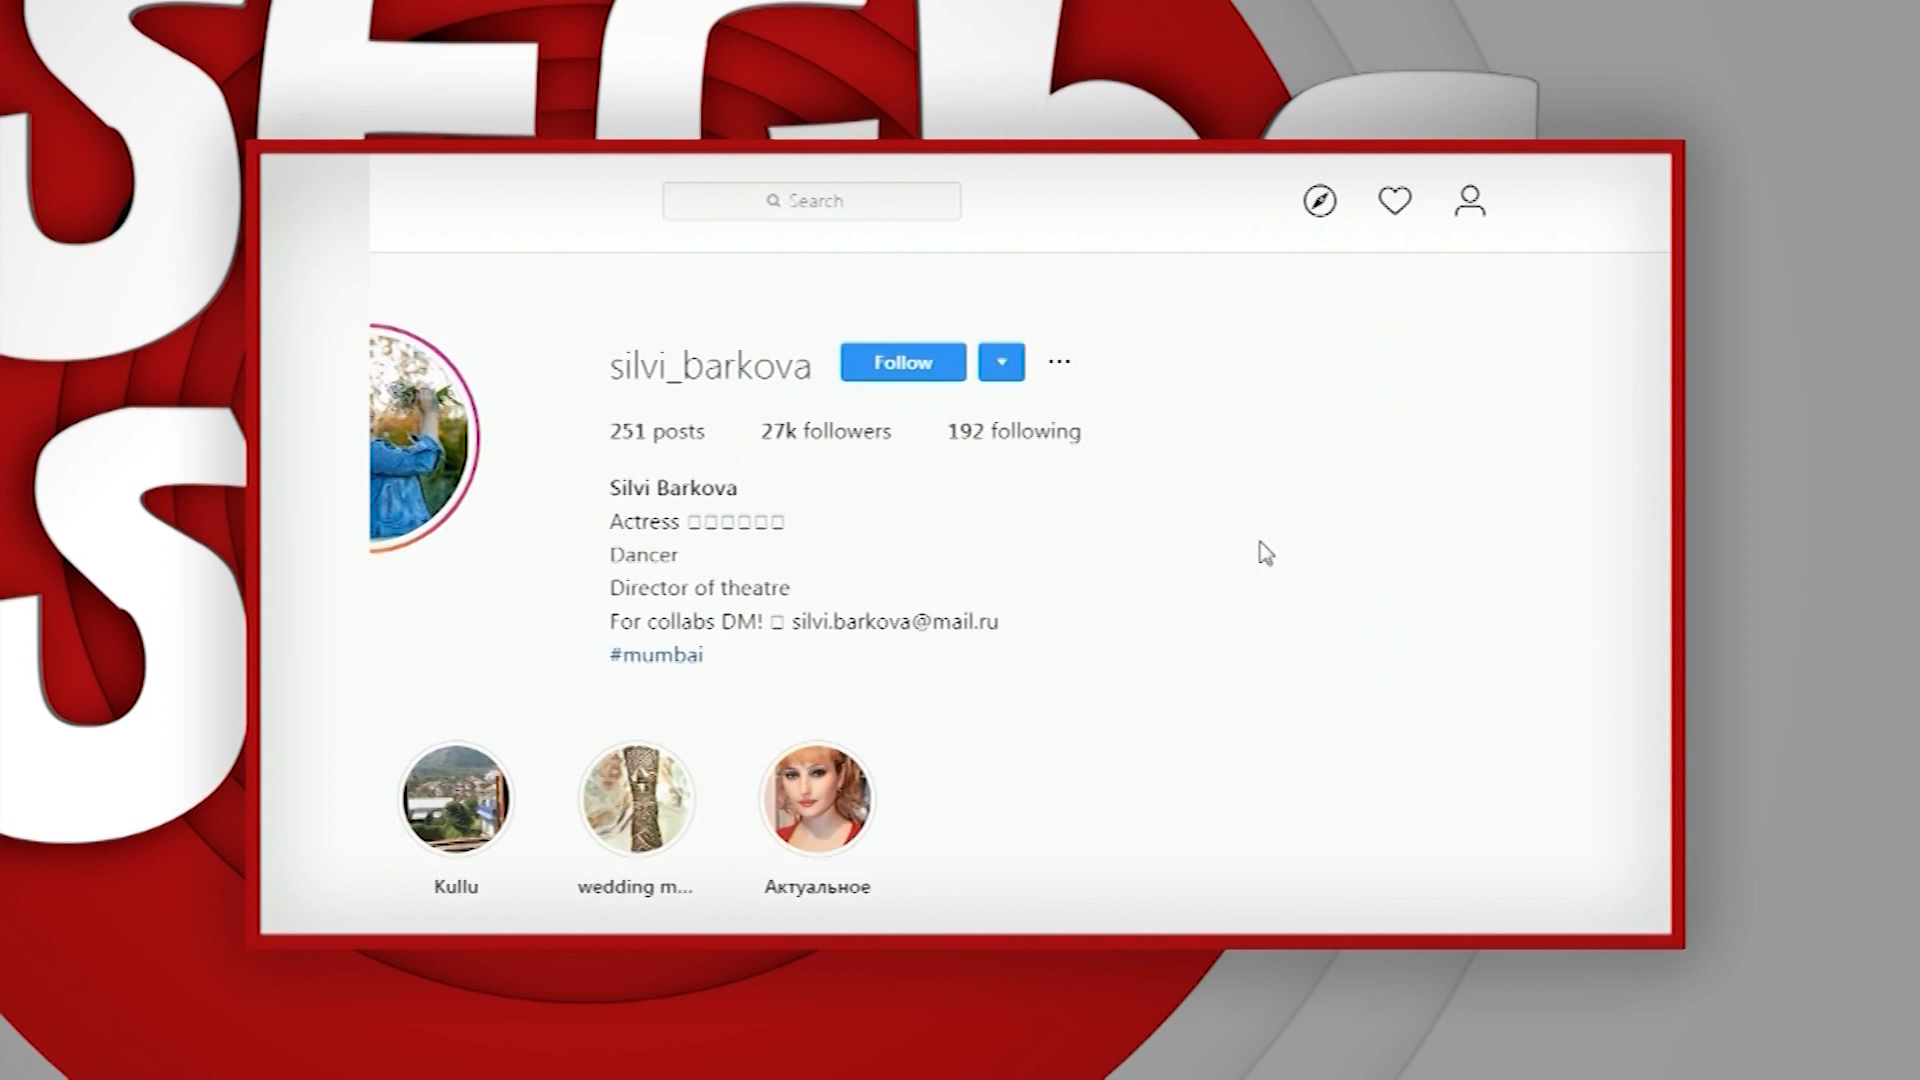 Search
silvi_barkova Follow
251 posts 27k followers 192 following
Silvi Barkova
Actress
Dancer
Director of theatre
For collabs DM! silvi.barkova@mail.ru
#mumbai
Kullu wedding m... Актуальное